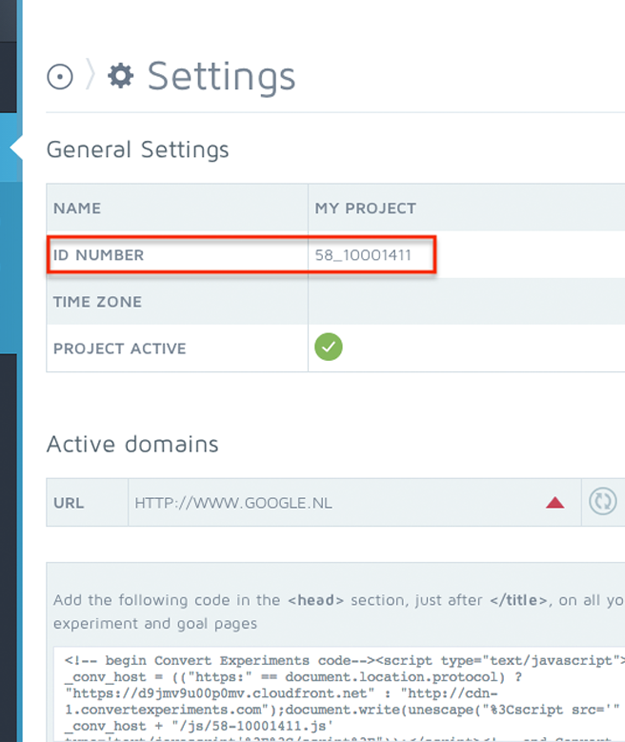 Settings
General Settings
NAME MY PROJECT
ID NUMBER 58_10001411
TIME ZONE
PROJECT ACTIVE
Active domains
URL HTTP://WWW.GOOGLE.NL
Add the following code in the <head> section, just after </title>, on all yo
experiment and goal pages
<!-- begin Convert Experiments code--><script type="text/javascript">
_conv_host = (("https:" == document.location.protocol) ?
"https://d9jmv9u00p0mv.cloudfront.net" : "http://cdn-
1.convertexperiments.com");document.write(unescape("%3Cscript src='" +
_conv_host + "/js/58-10001411.js'